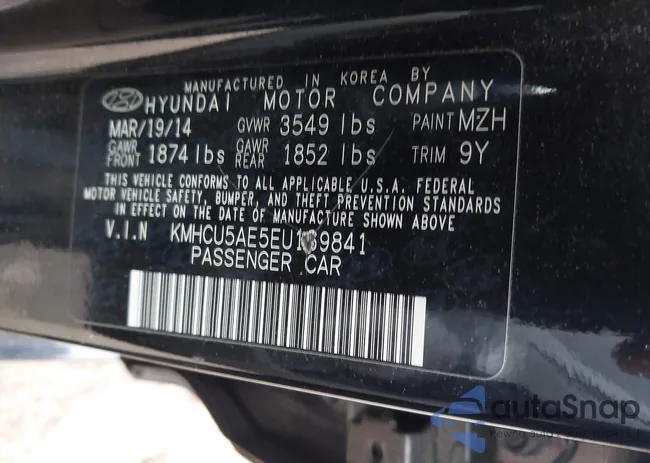 MANUFACTURED IN KOREA BY
HYUNDAI MOTOR COMPANY
MAR/19/14 GVWR 3549 lbs PAINT MZH
GAWR FRONT 1874 lbs GAWR REAR 1852 lbs TRIM 9Y
THIS VEHICLE CONFORMS TO ALL APPLICABLE U.S.A. FEDERAL
MOTOR VEHICLE SAFETY, BUMPER, AND THEFT PREVENTION STANDARDS
IN EFFECT ON THE DATE OF MANUFACTURE SHOWN ABOVE
V.I.N
PASSENGER CAR
autaSnap